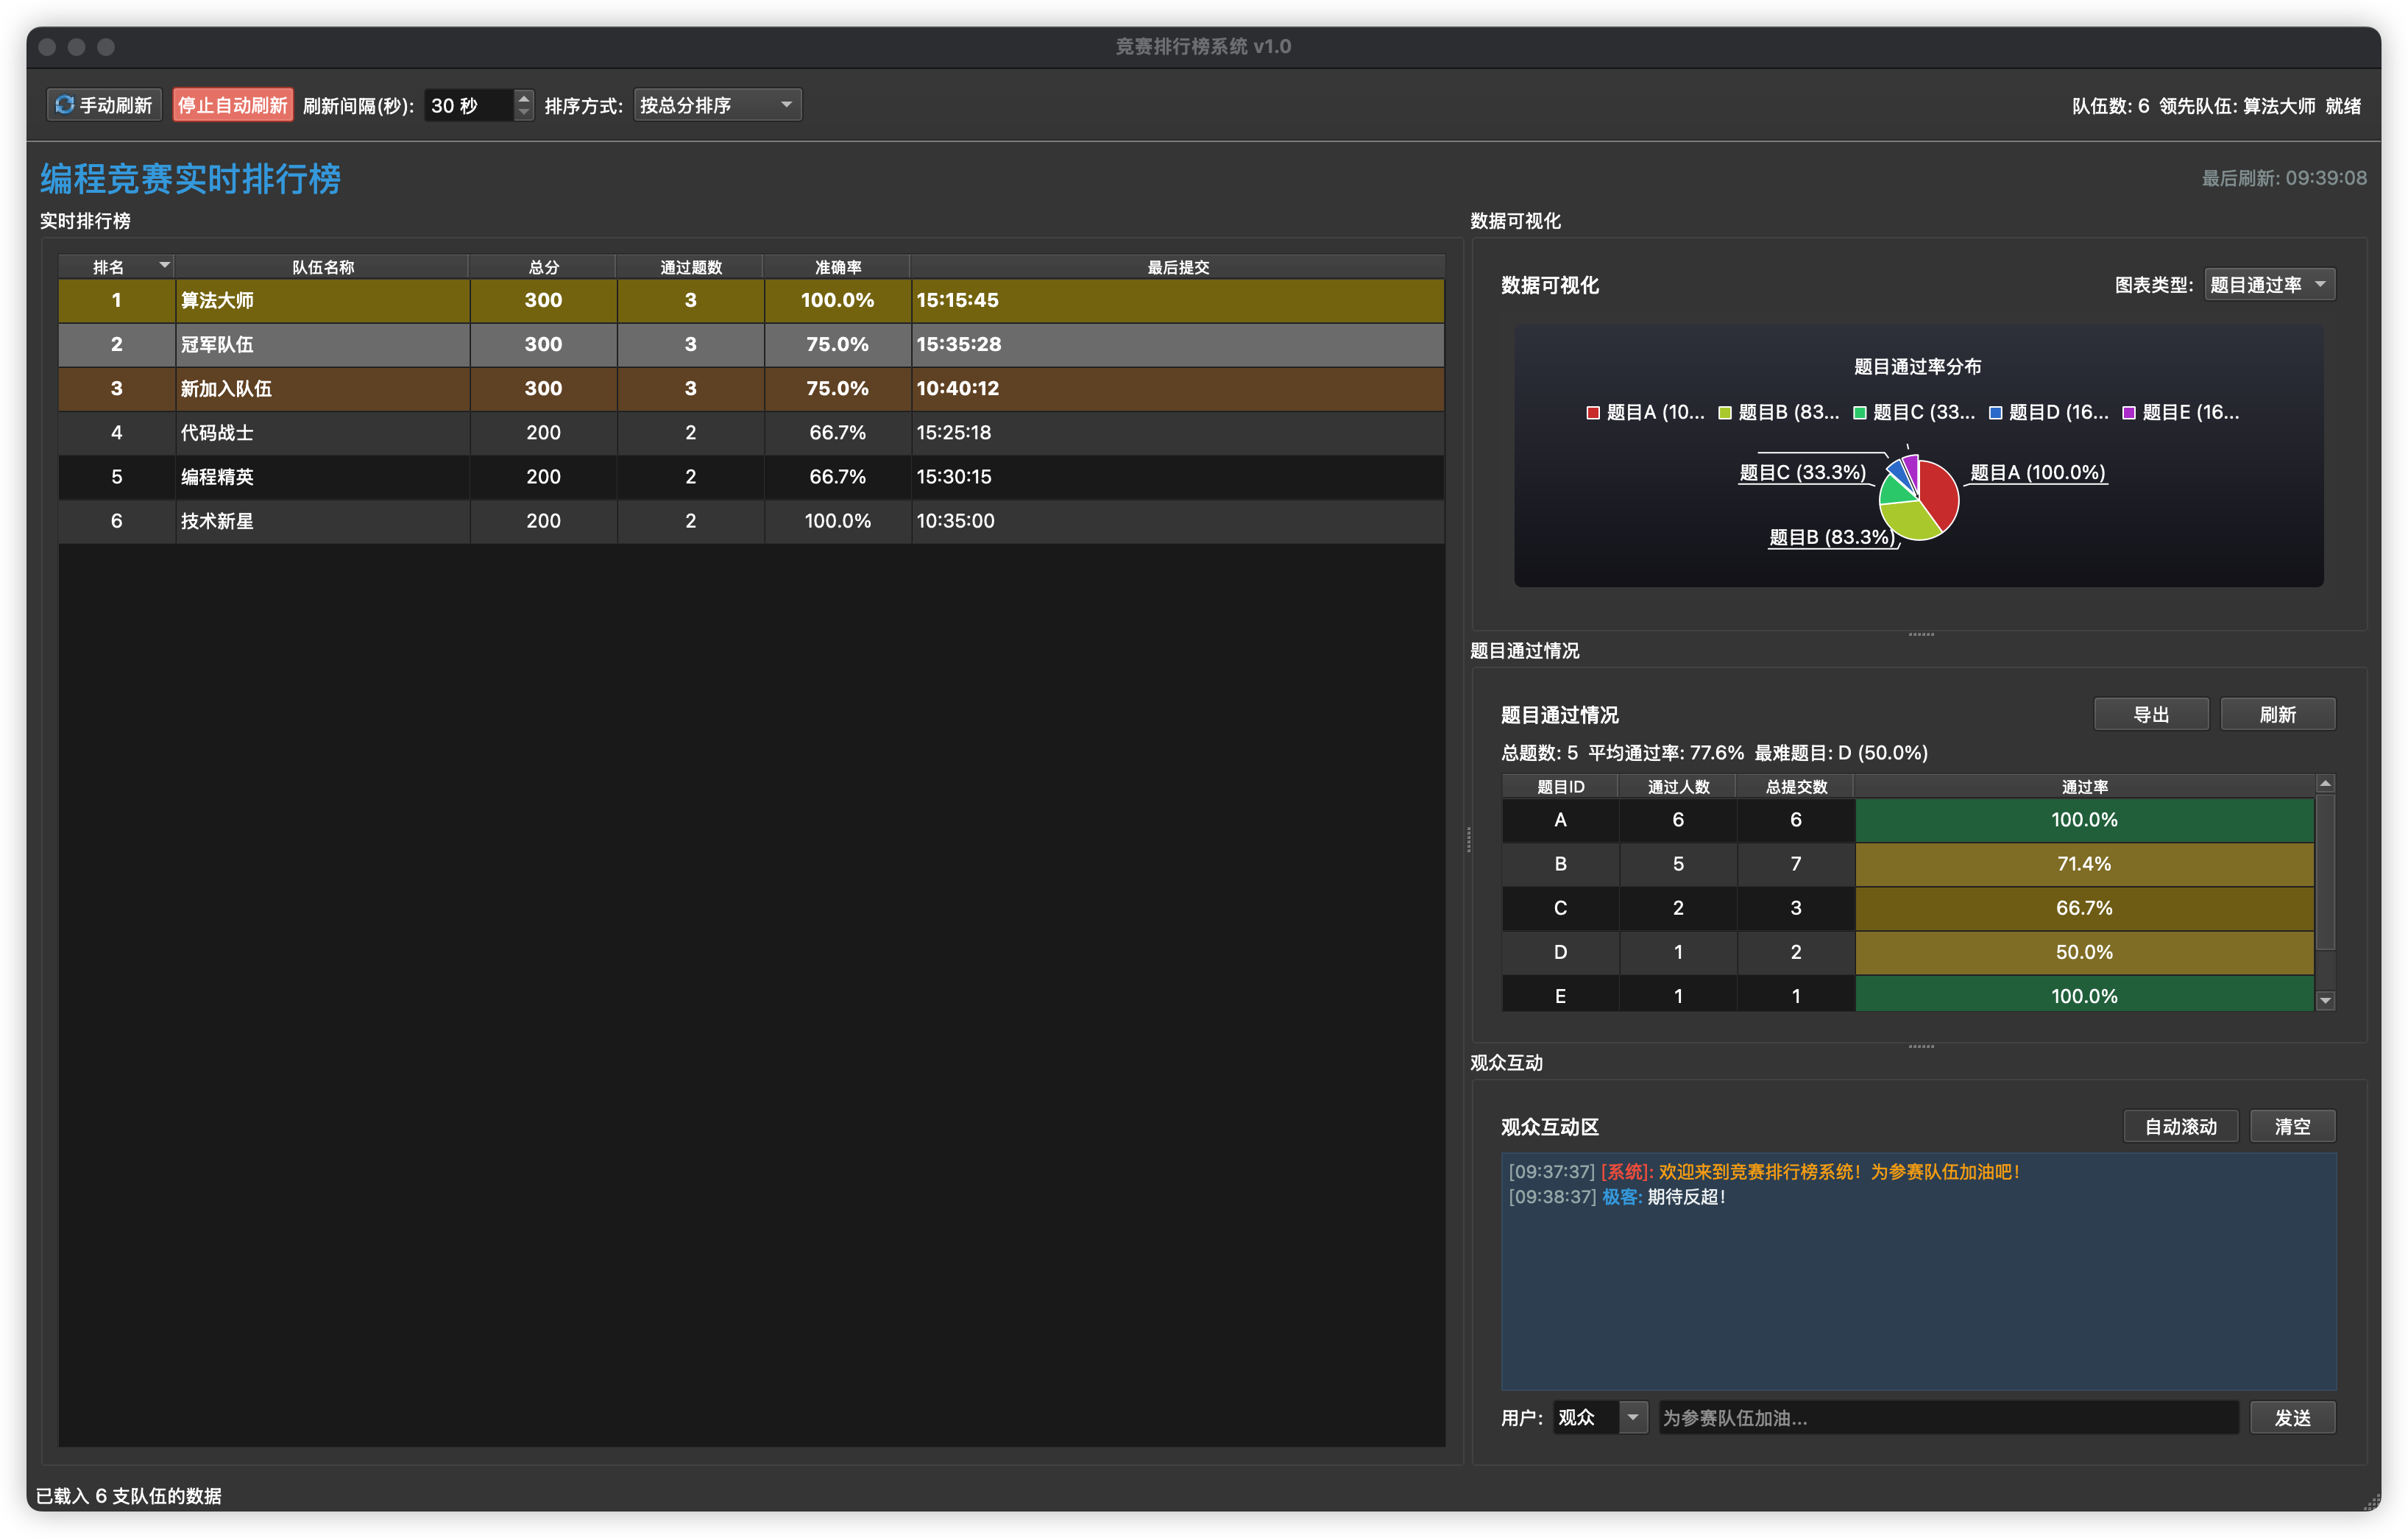 竞赛排行榜系统 v1.0
手动刷新 停止自动刷新 刷新间隔(秒): 30 秒 排序方式: 按总分排序 队伍数: 6 领先队伍: 算法大师 就绪
编程竞赛实时排行榜 最后刷新: 09:39:08
实时排行榜
排名 队伍名称 总分 通过题数 准确率 最后提交
1 算法大师 300 3 100.0% 15:15:45
2 冠军队伍 300 3 75.0% 15:35:28
3 新加入队伍 300 3 75.0% 10:40:12
4 代码战士 200 2 66.7% 15:25:18
5 编程精英 200 2 66.7% 15:30:15
6 技术新星 200 2 100.0% 10:35:00
数据可视化
数据可视化 图表类型: 题目通过率
题目通过率分布
题目A (10... 题目B (83... 题目C (33... 题目D (16... 题目E (16...
题目C (33.3%) 题目A (100.0%)
题目B (83.3%)
题目通过情况
题目通过情况 导出 刷新
总题数: 5 平均通过率: 77.6% 最难题目: D (50.0%)
题目ID 通过人数 总提交数 通过率
A 6 6 100.0%
B 5 7 71.4%
C 2 3 66.7%
D 1 2 50.0%
E 1 1 100.0%
观众互动
观众互动区 自动滚动 清空
[09:37:37] [系统]: 欢迎来到竞赛排行榜系统！为参赛队伍加油吧！
[09:38:37] 极客: 期待反超！
用户: 观众 为参赛队伍加油... 发送
已载入 6 支队伍的数据